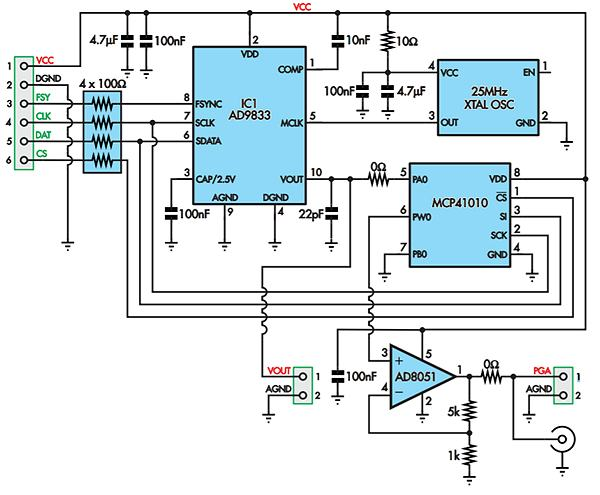 VCC
4.7µF
100nF
10nF
10Ω
1
VCC
2
DGND
3
FSY
4
CLK
5
DAT
6
CS
4 x 100Ω
2
VDD
COMP
1
IC1
AD9833
8
FSYNC
7
SCLK
6
SDATA
MCLK
5
3
CAP/2.5V
VOUT
10
AGND
DGND
9
4
100nF
22pF
100nF
4.7µF
4
VCC
EN
1
25MHz
XTAL OSC
3
OUT
GND
2
0Ω
5
PA0
VDD
8
CS
1
MCP41010
6
PW0
SI
3
SCK
2
7
PB0
GND
4
VOUT
1
AGND
2
100nF
3
+
5
AD8051
1
4
−
2
0Ω
5k
1k
PGA
1
AGND
2